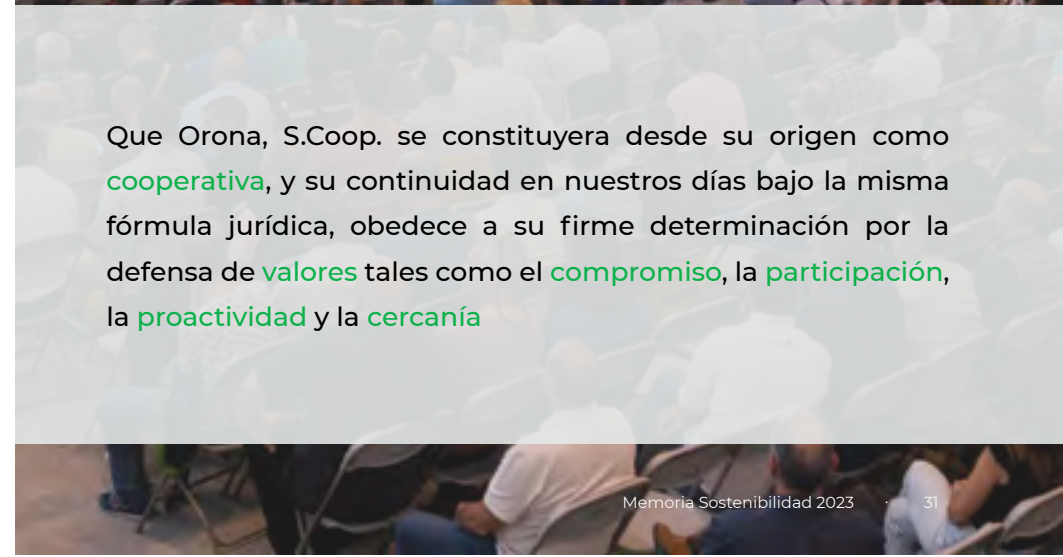 Que Orona, S.Coop. se constituyera desde su origen como
cooperativa, y su continuidad en nuestros días bajo la misma
fórmula jurídica, obedece a su firme determinación por la
defensa de valores tales como el compromiso, la participación,
la proactividad y la cercanía
Memoria Sostenibilidad 2023 · 31